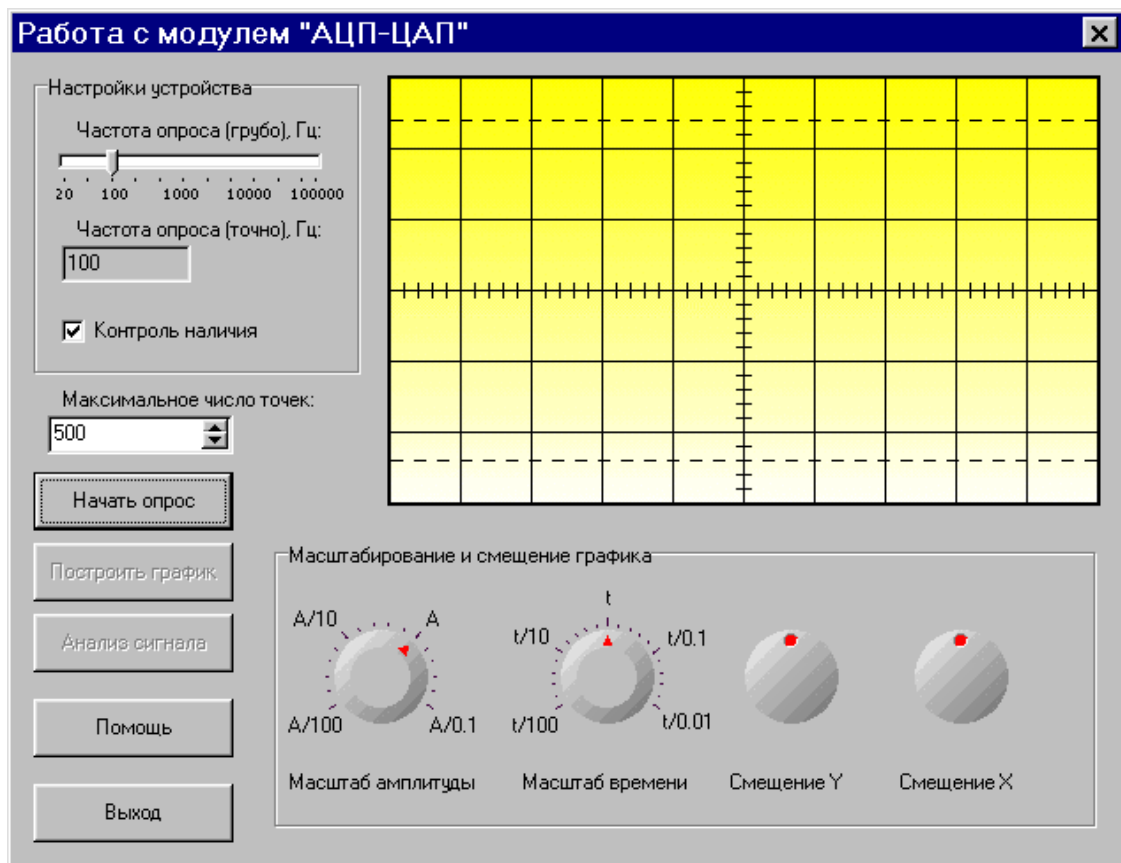 Работа с модулем "АЦП-ЦАП"
Настройки устройства
Частота опроса (грубо), Гц:
20 100 1000 10000 100000
Частота опроса (точно), Гц:
100
Контроль наличия
Максимальное число точек:
500
Начать опрос
Построить график
Анализ сигнала
Помощь
Выход
Масштабирование и смещение графика
A/10 A
A/100 A/0.1
Масштаб амплитуды
t
t/10 t/0.1
t/100 t/0.01
Масштаб времени
Смещение Y
Смещение X